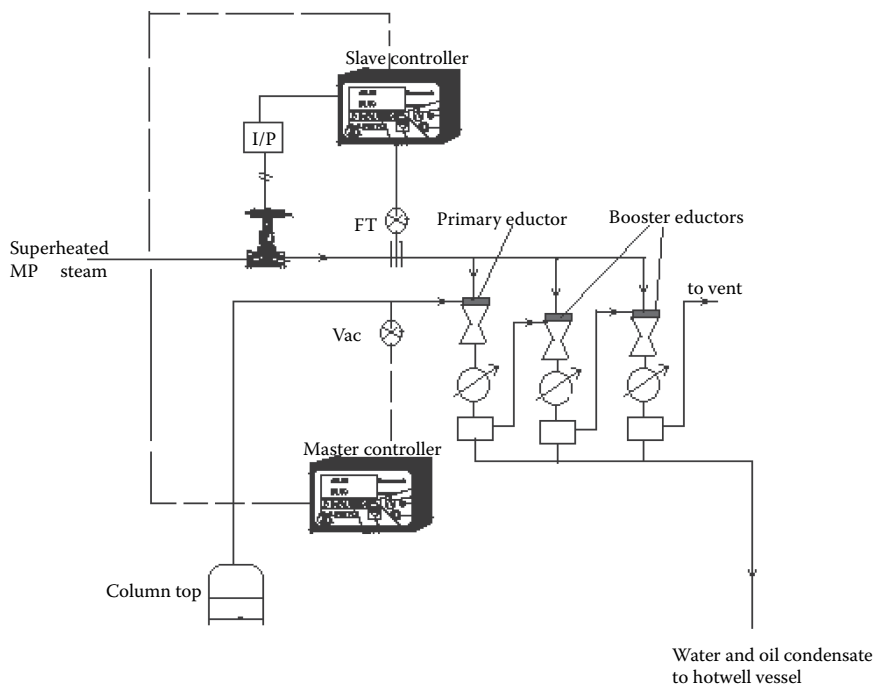 Slave controller
I/P
FT
Primary eductor
Booster eductors
Superheated
MP steam
to vent
Vac
Master controller
Column top
Water and oil condensate
to hotwell vessel